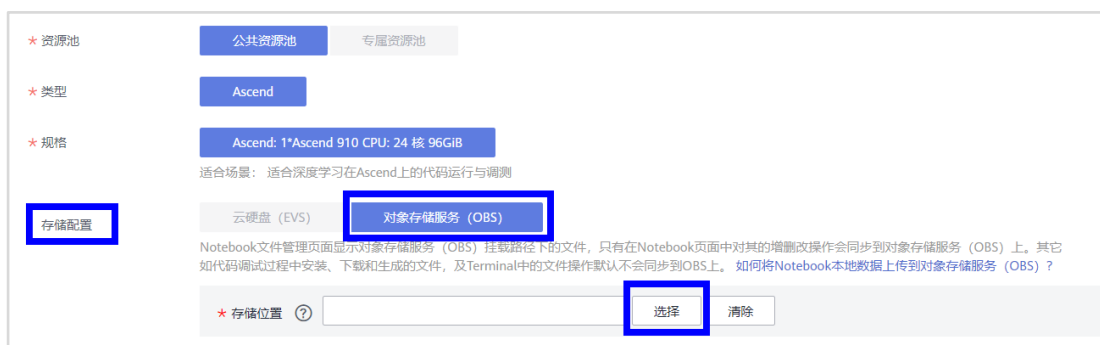 * 资源池 公共资源池 专属资源池
* 类型 Ascend
* 规格 Ascend: 1*Ascend 910 CPU: 24 核 96GiB
适合场景： 适合深度学习在Ascend上的代码运行与调测
存储配置 云硬盘（EVS） 对象存储服务（OBS）
Notebook文件管理页面显示对象存储服务（OBS）挂载路径下的文件，只有在Notebook页面中对其的增删改操作会同步到对象存储服务（OBS）上。其它
如代码调试过程中安装、下载和生成的文件，及Terminal中的文件操作默认不会同步到OBS上。 如何将Notebook本地数据上传到对象存储服务（OBS）?
* 存储位置 ? 选择 清除